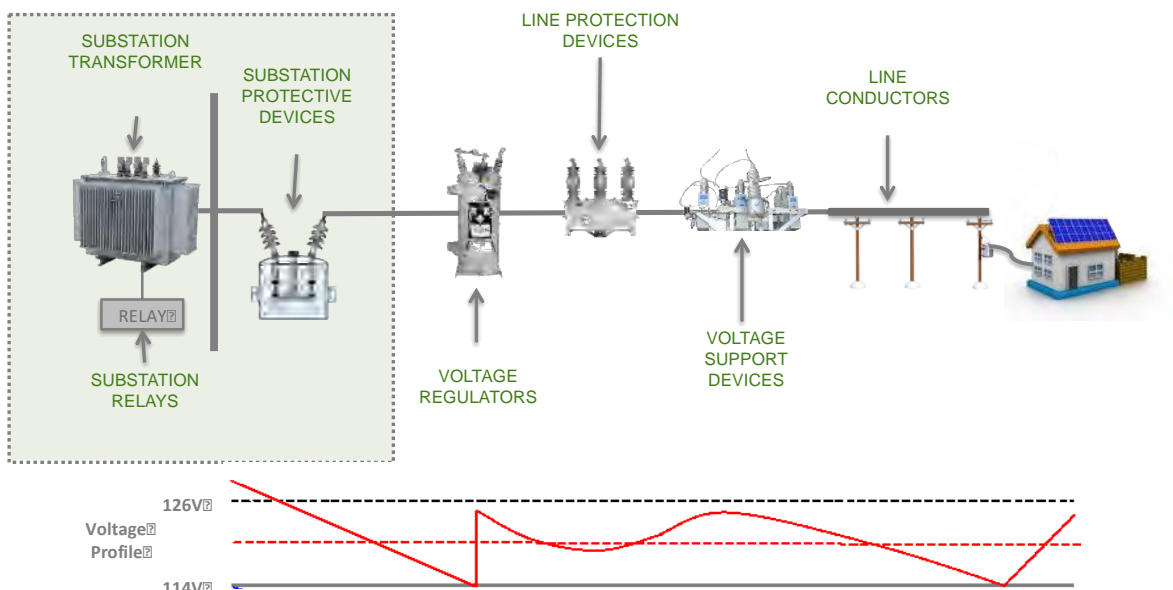 SUBSTATION
TRANSFORMER
SUBSTATION
PROTECTIVE
DEVICES
LINE PROTECTION
DEVICES
LINE
CONDUCTORS
RELAY⍰
SUBSTATION
RELAYS
VOLTAGE
REGULATORS
VOLTAGE
SUPPORT
DEVICES
126V⍰
Voltage⍰
Profile⍰
114V⍰